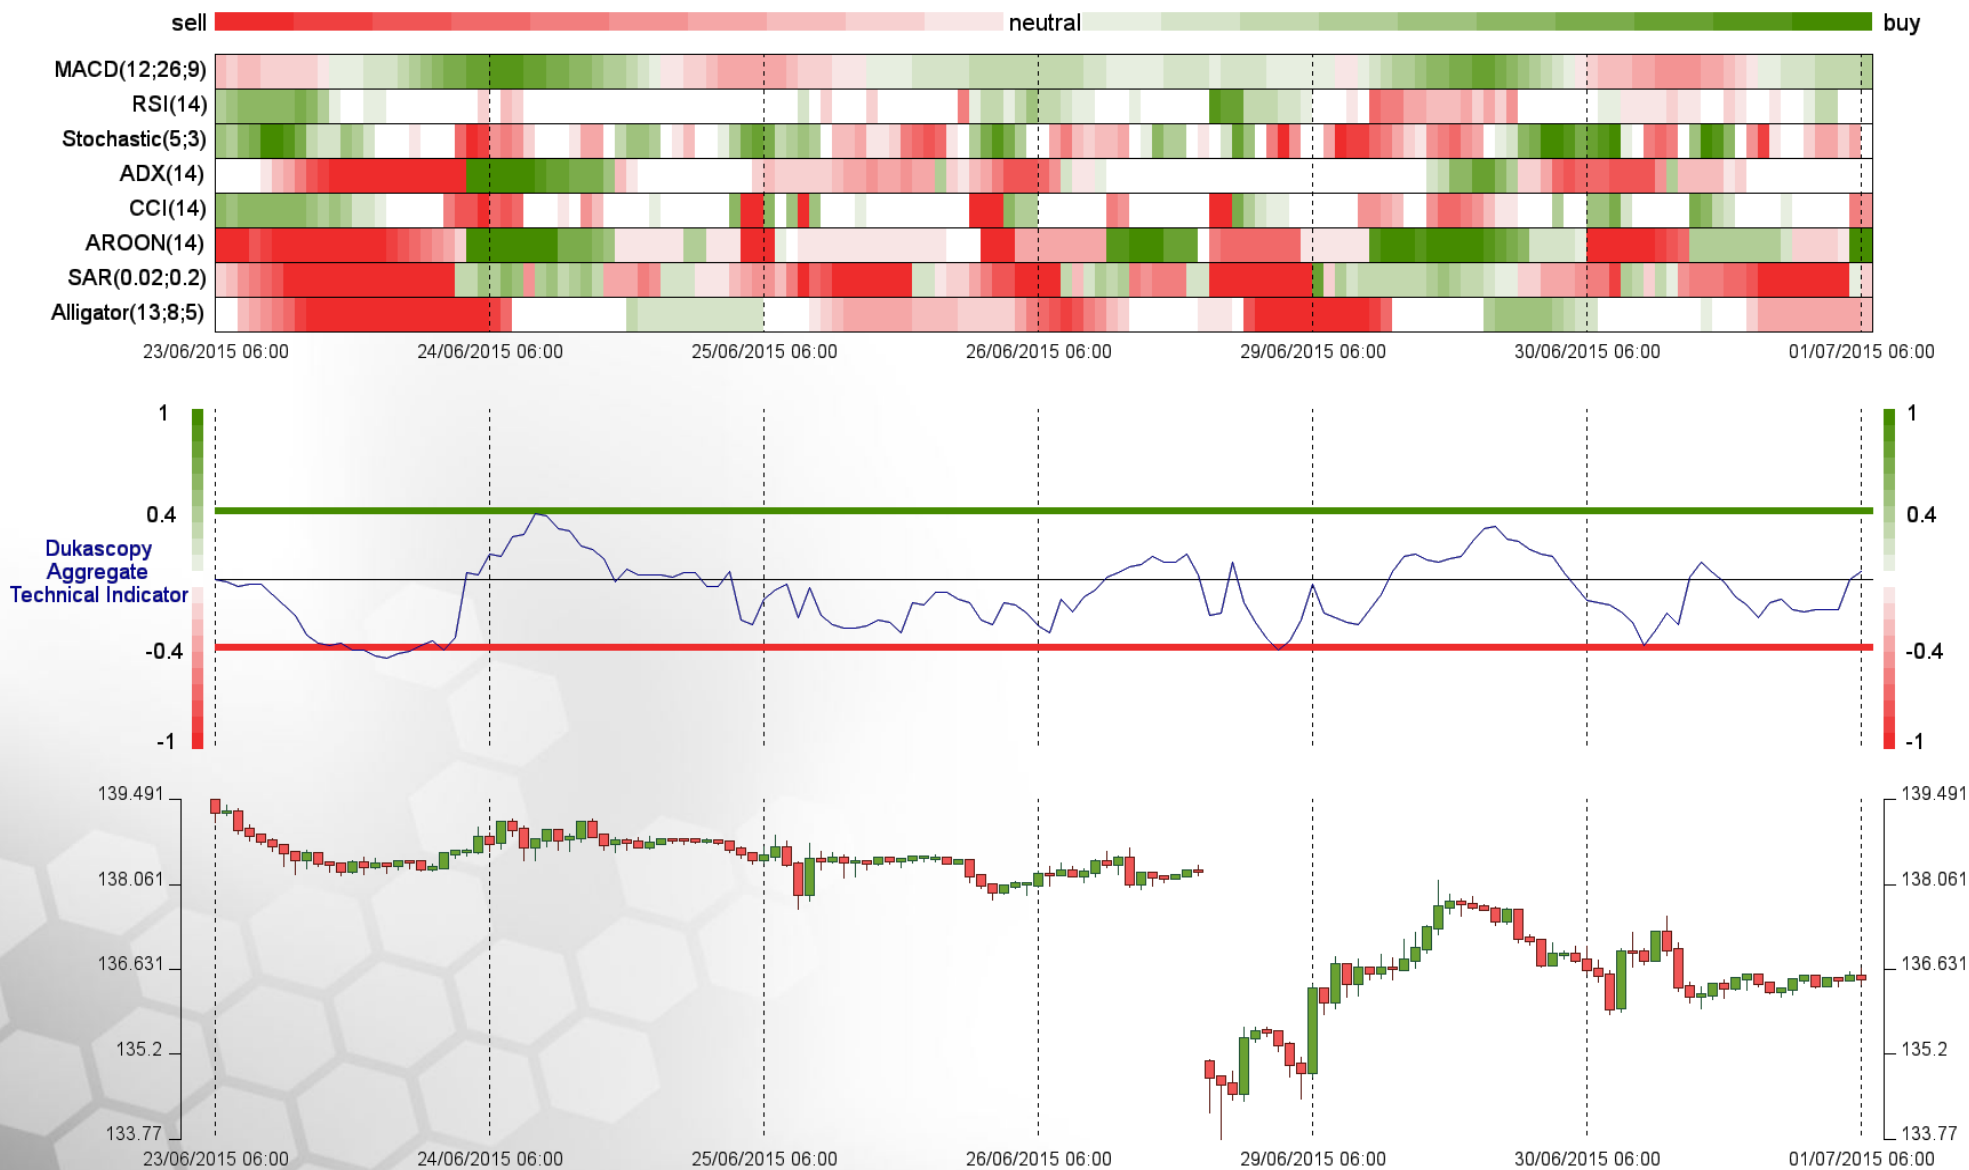 sell neutral buy
MACD(12;26;9)
RSI(14)
Stochastic(5;3)
ADX(14)
CCI(14)
AROON(14)
SAR(0.02;0.2)
Alligator(13;8;5)
23/06/2015 06:00 24/06/2015 06:00 25/06/2015 06:00 26/06/2015 06:00 29/06/2015 06:00 30/06/2015 06:00 01/07/2015 06:00
1 1
0.4 0.4
Dukascopy
Aggregate
Technical Indicator
-0.4 -0.4
-1 -1
139.491 139.491
138.061 138.061
136.631 136.631
135.2 135.2
133.77 133.77
23/06/2015 06:00 24/06/2015 06:00 25/06/2015 06:00 26/06/2015 06:00 29/06/2015 06:00 30/06/2015 06:00 01/07/2015 06:00